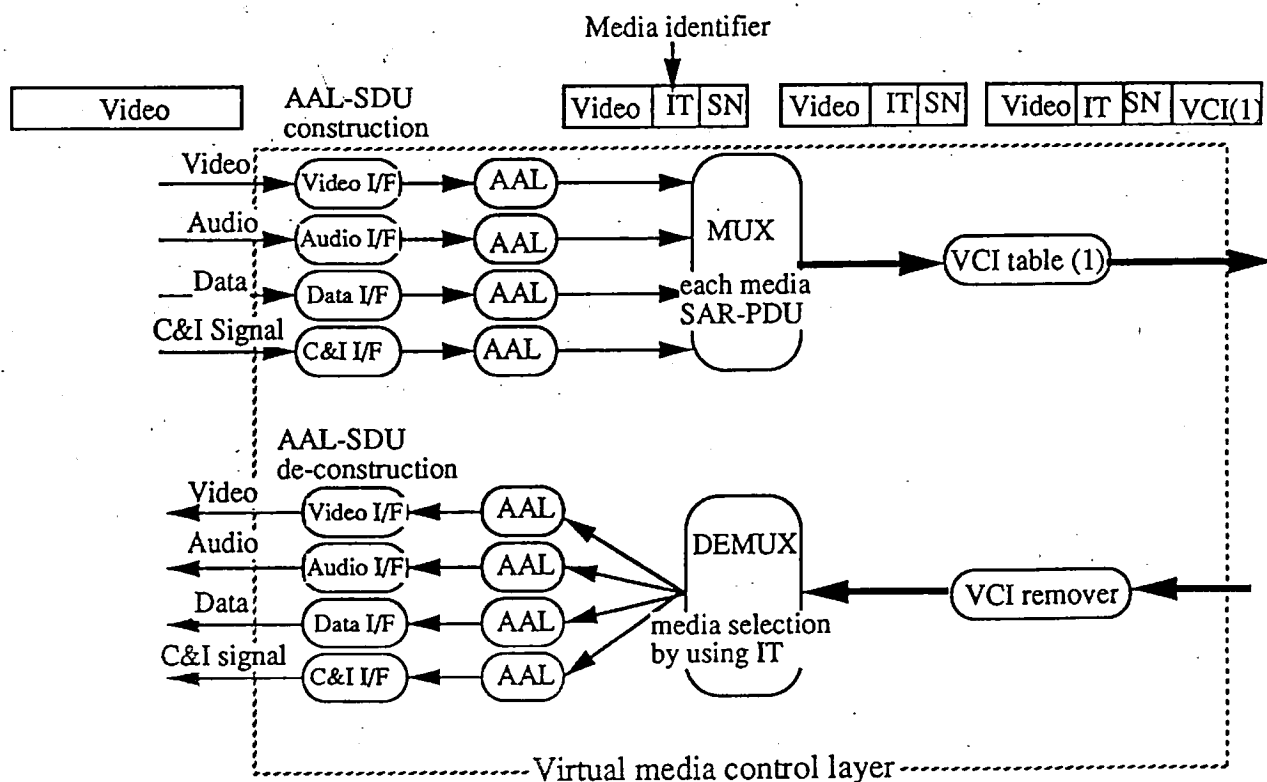 Media identifier
Video
AAL-SDU
construction
Video IT SN
Video IT SN
Video IT SN VCI(1)
Video
Video I/F
AAL
Audio
Audio I/F
AAL
Data
Data I/F
AAL
C&I Signal
C&I I/F
AAL
MUX
each media
SAR-PDU
VCI table (1)
AAL-SDU
de-construction
Video
Video I/F
AAL
Audio
Audio I/F
AAL
Data
Data I/F
AAL
C&I signal
C&I I/F
AAL
DEMUX
media selection
by using IT
VCI remover
Virtual media control layer